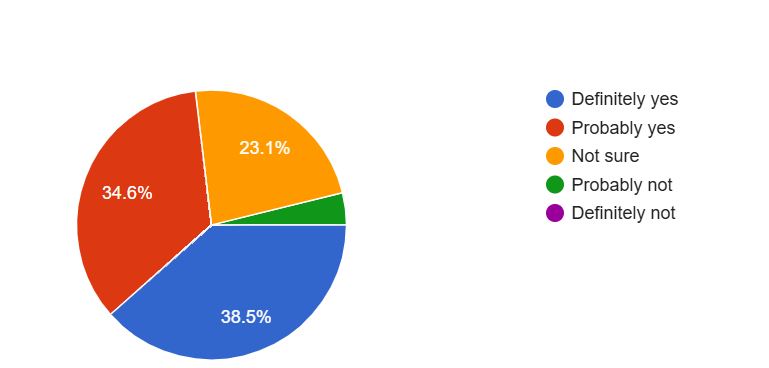 23.1%
34.6%
38.5%
Definitely yes
Probably yes
Not sure
Probably not
Definitely not